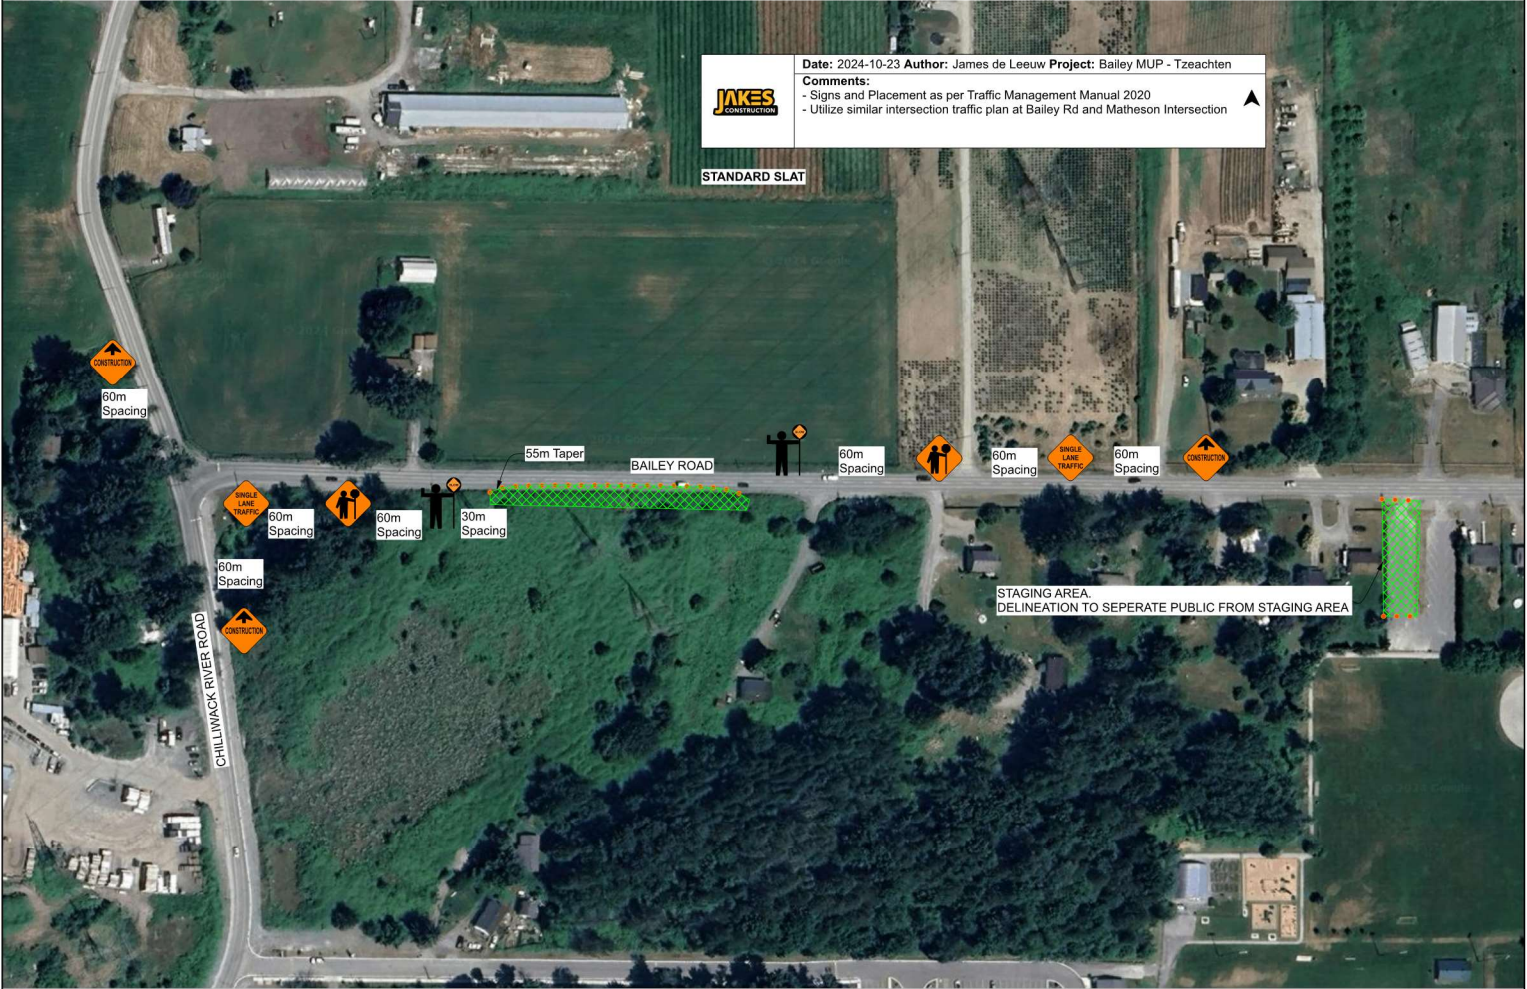 Date: 2024-10-23 Author: James de Leeuw Project: Bailey MUP - Tzeachten
Comments:
- Signs and Placement as per Traffic Management Manual 2020
- Utilize similar intersection traffic plan at Bailey Rd and Matheson Intersection
JAKES
CONSTRUCTION
STANDARD SLAT
CONSTRUCTION
60m
Spacing
55m Taper
BAILEY ROAD
60m
Spacing
60m
Spacing
SINGLE
LANE
TRAFFIC
60m
Spacing
CONSTRUCTION
SINGLE
LANE
TRAFFIC
60m
Spacing
60m
Spacing
30m
Spacing
60m
Spacing
CONSTRUCTION
CHILLIWACK RIVER ROAD
STAGING AREA.
DELINEATION TO SEPERATE PUBLIC FROM STAGING AREA